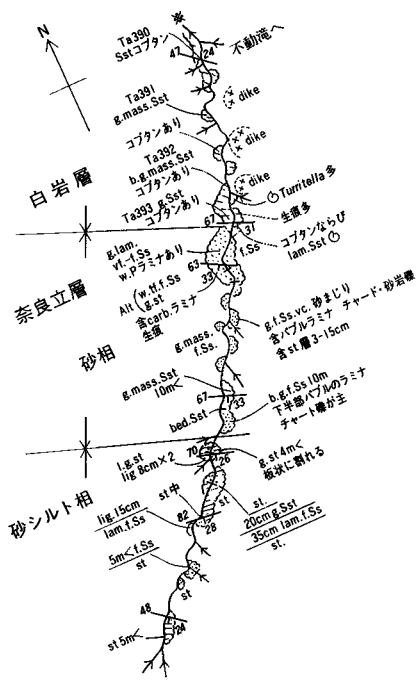 ※
N
Ta390
Sst.コブタン
47
24
不動滝へ
Ta391
g.mass.Sst
dike
コブタンあり
dike
Ta392
b.g.mass.Sst
コブタンあり
dike
Turritella 多
白岩層
Ta393 g.Sst
コブタンあり
67
31
生痕多
コブタンならび
lam.Sst
g.lam.
vf.-f.Ss
w.Pラミナあり
f.Ss
63
33
奈良立層
Alt
w.tf.f.Ss
g.st
含carb.ラミナ
生痕
g.f.Ss.vc.砂まじり
含パブルラミナ チャード・砂岩礫
含st層3-15cm
砂相
g.mass.
f.Ss.
g.mass.Sst
10m<
67
33
b.g.f.Ss10m
下半部パブルのラミナ
チャート礫が主
bed.Sst
70
26
l.g.st
lig 8cm×2
g.st 4m<
板状に割れる
砂シルト相
st中
st
lig.15cm
lam.f.Ss
82
28
st.
20cm g.Sst
35cm lam.f.Ss
st.
5m<f.Ss
st
st
48
24
st5m<